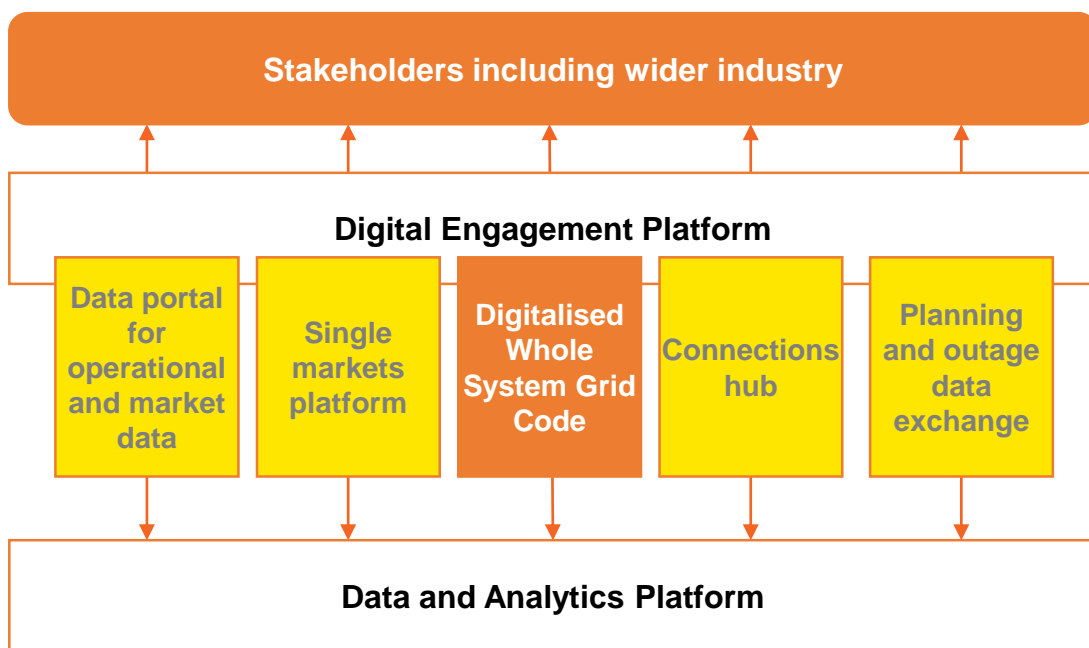 Stakeholders including wider industry
Digital Engagement Platform
Data portal
for
operational
and market
data
Single
markets
platform
Digitalised
Whole
System Grid
Code
Connections
hub
Planning
and outage
data
exchange
Data and Analytics Platform